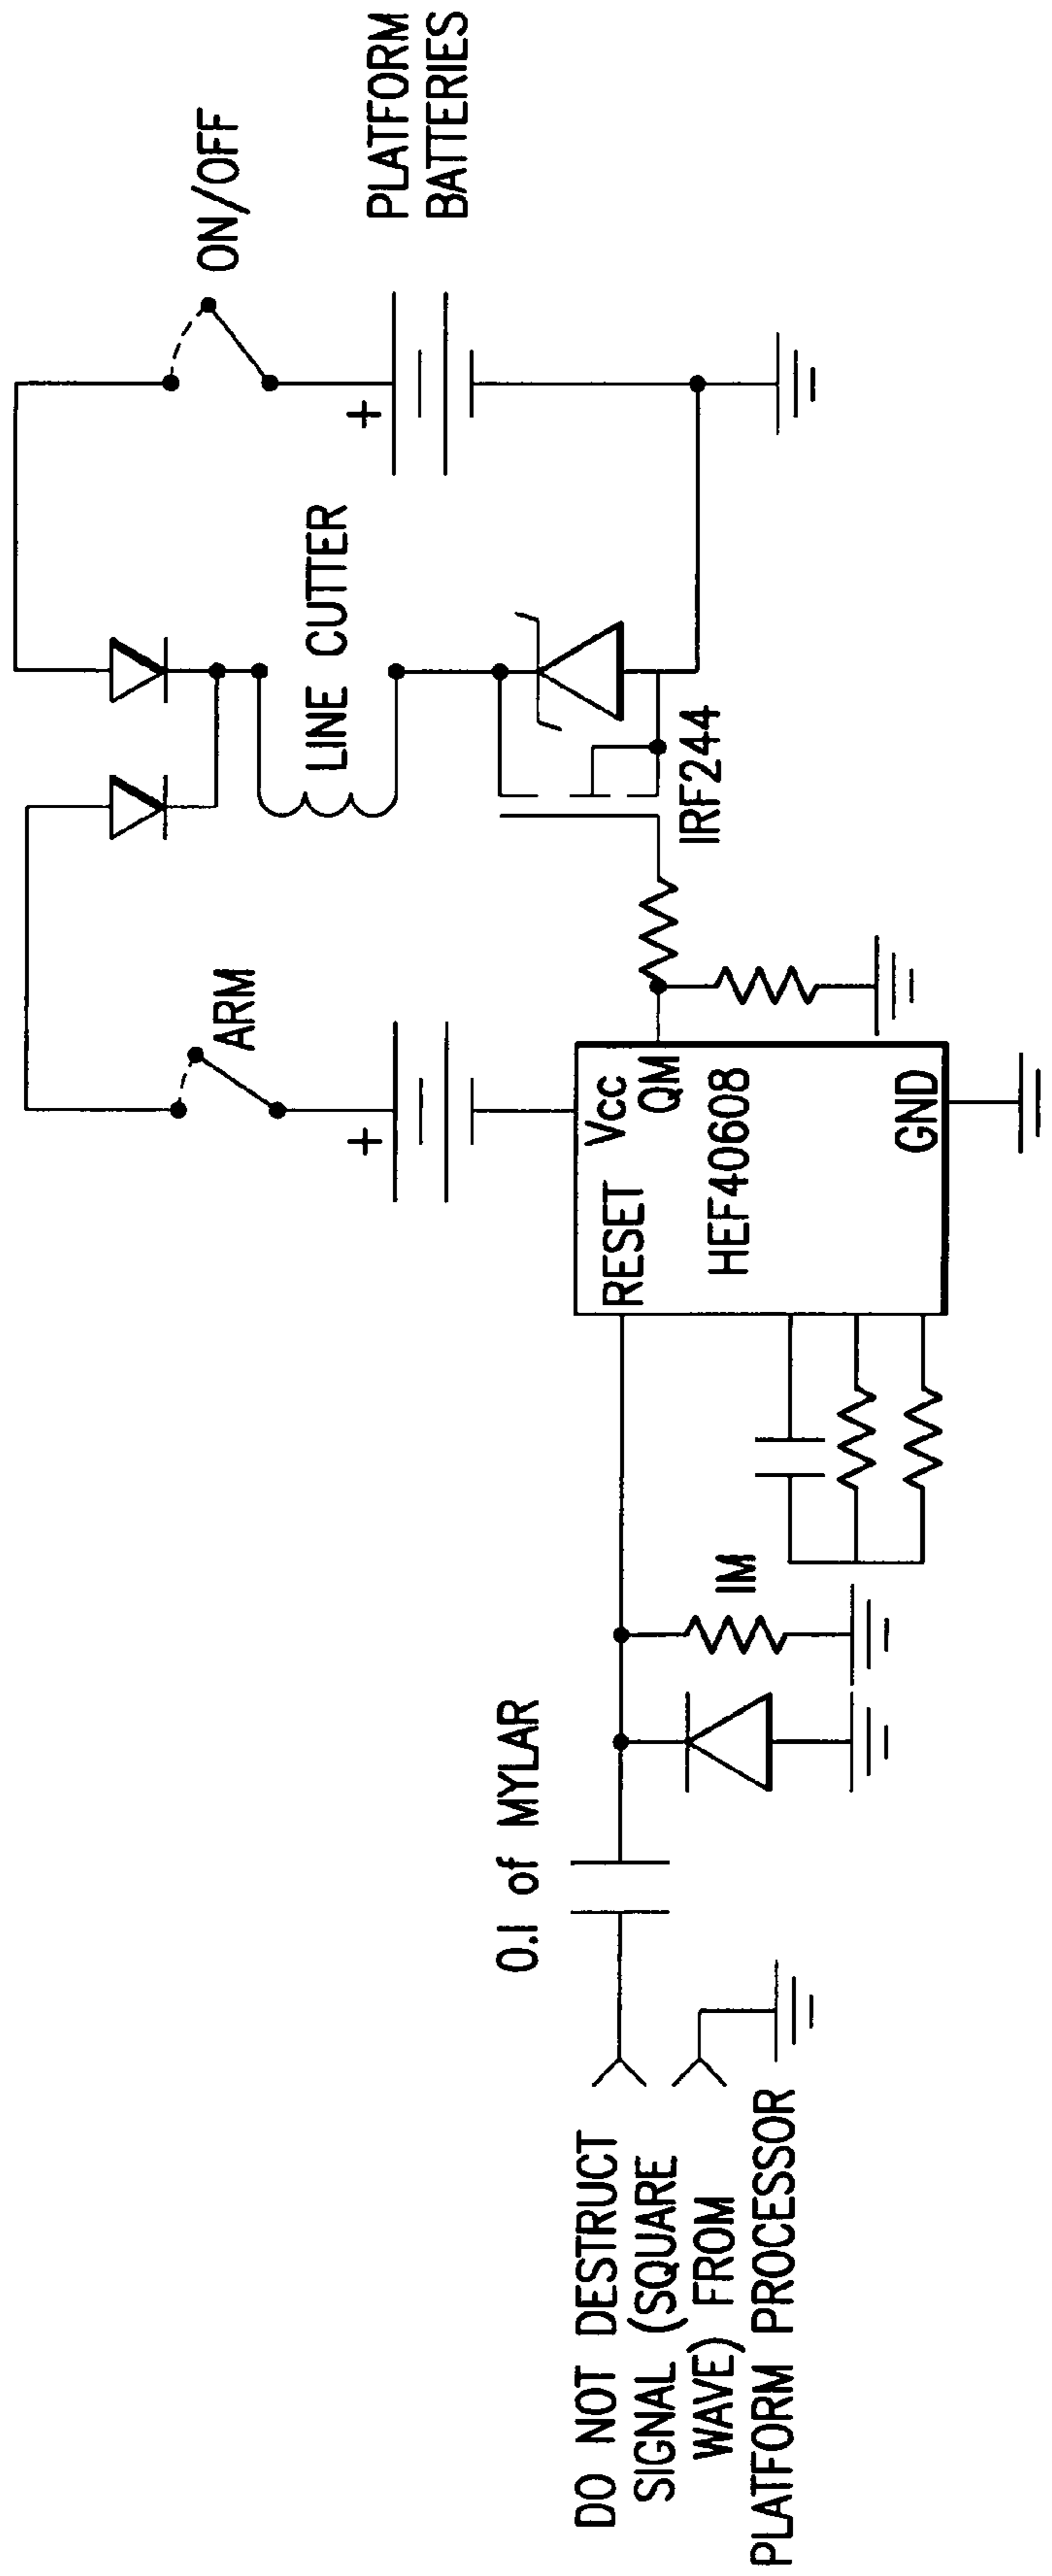 DO NOT DESTRUCT
SIGNAL (SQUARE
WAVE) FROM
PLATFORM PROCESSOR
0.1 of MYLAR
1M
RESET
Vcc
QM
HEF40608
GND
ARM
+
IRF244
LINE CUTTER
+
ON/OFF
PLATFORM
BATTERIES